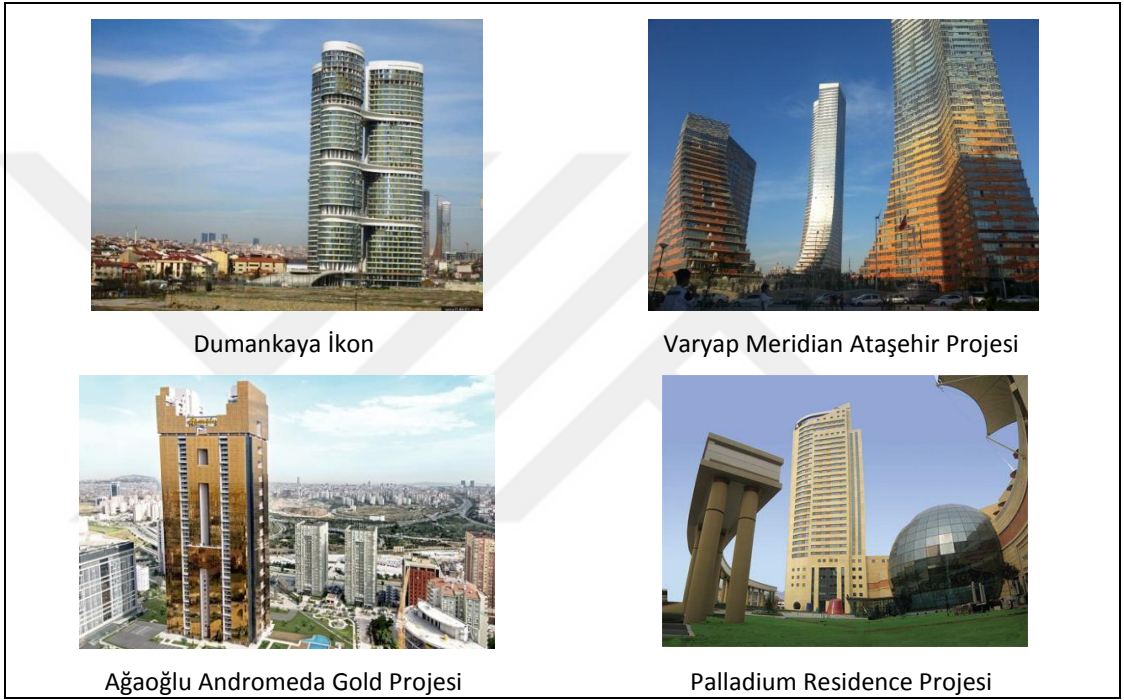 Dumankaya İkon
Varyap Meridian Ataşehir Projesi
Ağaoğlu Andromeda Gold Projesi
Palladium Residence Projesi